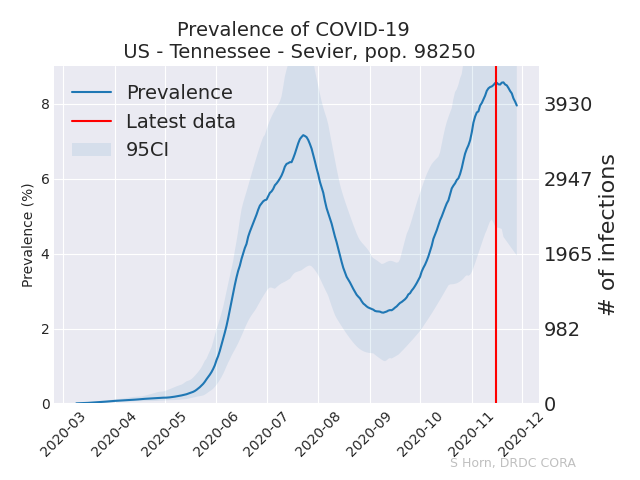 Prevalence of COVID-19
US - Tennessee - Sevier, pop. 98250
Prevalence
Latest data
95CI
Prevalence (%)
8
6
4
2
0
3930
2947
1965
982
0
# of infections
2020-03
2020-04
2020-05
2020-06
2020-07
2020-08
2020-09
2020-10
2020-11
2020-12
S Horn, DRDC CORA